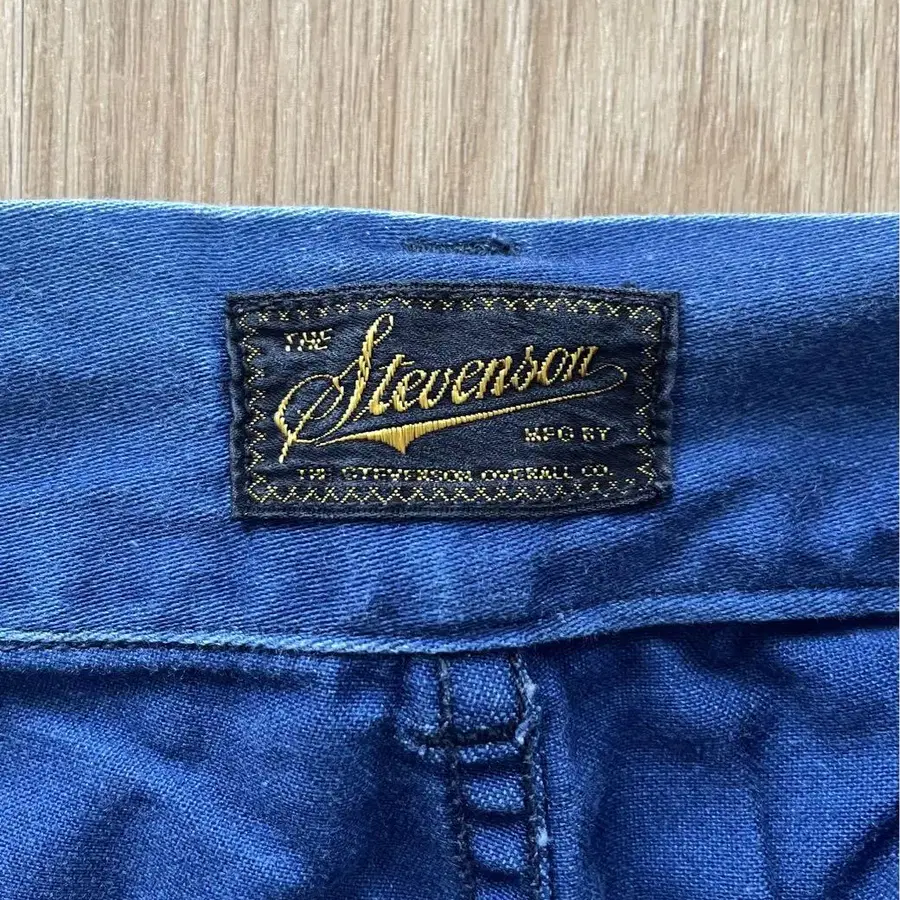 THE
Stevenson
MFG BY
THE STEVENSON OVERALL CO.